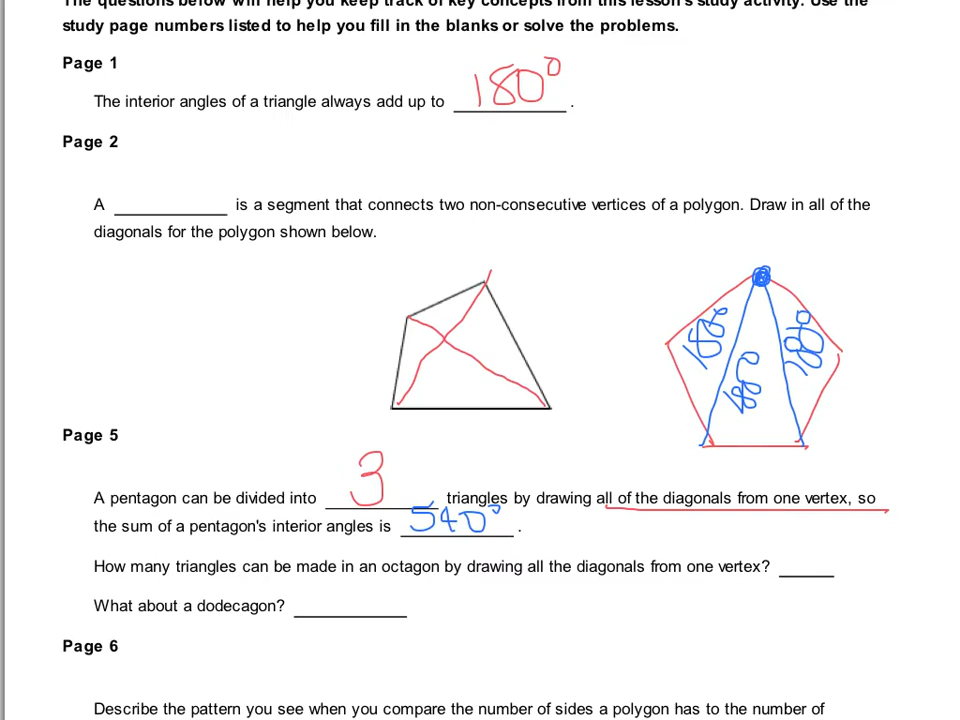 The questions below will help you keep track of key concepts from this lesson's study activity. Use the
study page numbers listed to help you fill in the blanks or solve the problems.
Page 1
The interior angles of a triangle always add up to 180° .
Page 2
A ____________ is a segment that connects two non-consecutive vertices of a polygon. Draw in all of the
diagonals for the polygon shown below.
180° 180 180
Page 5
A pentagon can be divided into 3 triangles by drawing all of the diagonals from one vertex, so
the sum of a pentagon's interior angles is 540° .
How many triangles can be made in an octagon by drawing all the diagonals from one vertex? ______
What about a dodecagon? ____________
Page 6
Describe the pattern you see when you compare the number of sides a polygon has to the number of